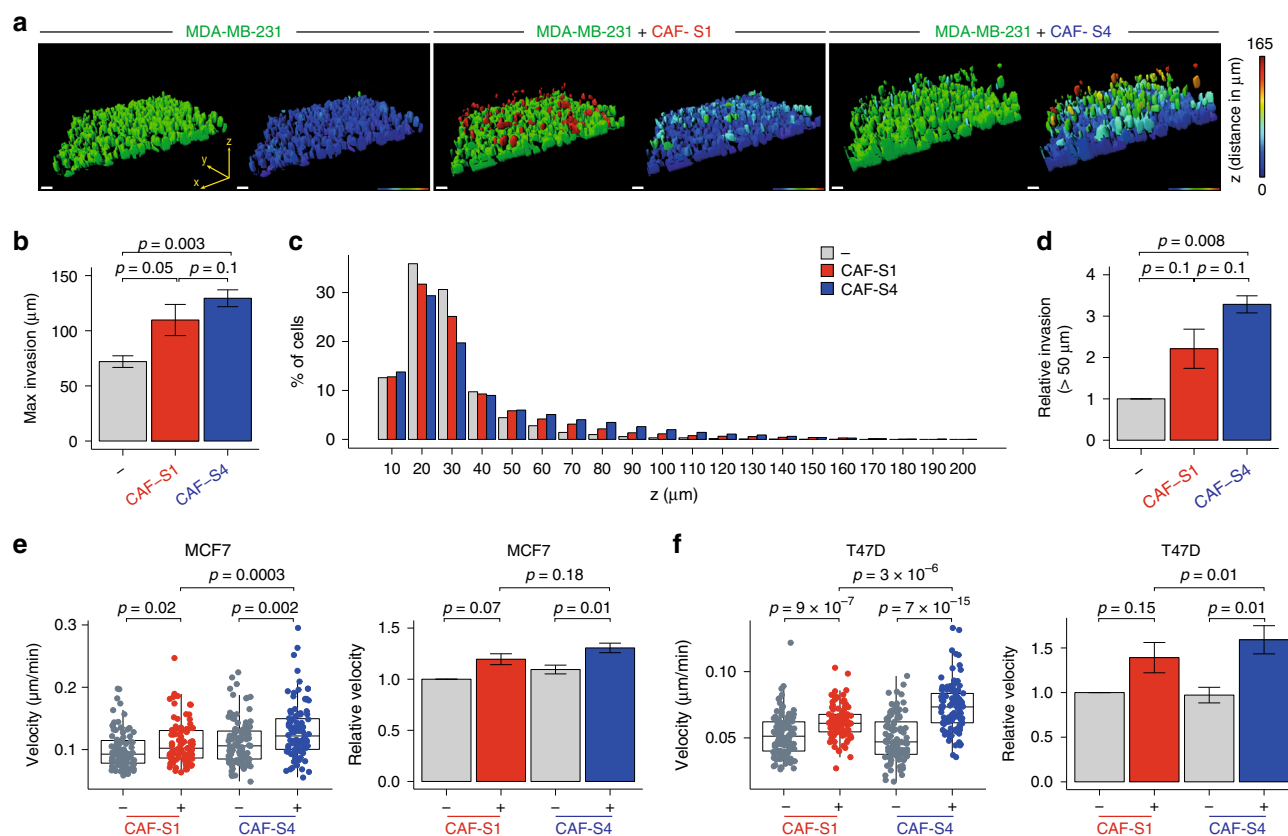 a
MDA-MB-231
MDA-MB-231 + CAF- S1
MDA-MB-231 + CAF- S4
165
z (distance in µm)
0
z
y
x
b
p = 0.003
p = 0.05
p = 0.1
Max invasion (µm)
150
100
50
0
–
CAF–S1
CAF–S4
c
–
CAF-S1
CAF-S4
% of cells
30
20
10
0
10 20 30 40 50 60 70 80 90 100 110 120 130 140 150 160 170 180 190 200
z (µm)
d
p = 0.008
p = 0.1
p = 0.1
Relative invasion
(> 50 µm)
4
3
2
1
0
–
CAF–S1
CAF–S4
e
MCF7
p = 0.0003
p = 0.02
p = 0.002
Velocity (µm/min)
0.3
0.2
0.1
– + – +
CAF-S1
CAF-S4
MCF7
p = 0.18
p = 0.07
p = 0.01
Relative velocity
1.5
1.0
0.5
0.0
– + – +
CAF-S1
CAF-S4
f
T47D
p = 3 × 10⁻⁶
p = 9 × 10⁻⁷
p = 7 × 10⁻¹⁵
Velocity (µm/min)
0.10
0.05
– + – +
CAF-S1
CAF-S4
T47D
p = 0.01
p = 0.15
p = 0.01
Relative velocity
1.5
1.0
0.5
0.0
– + – +
CAF-S1
CAF-S4